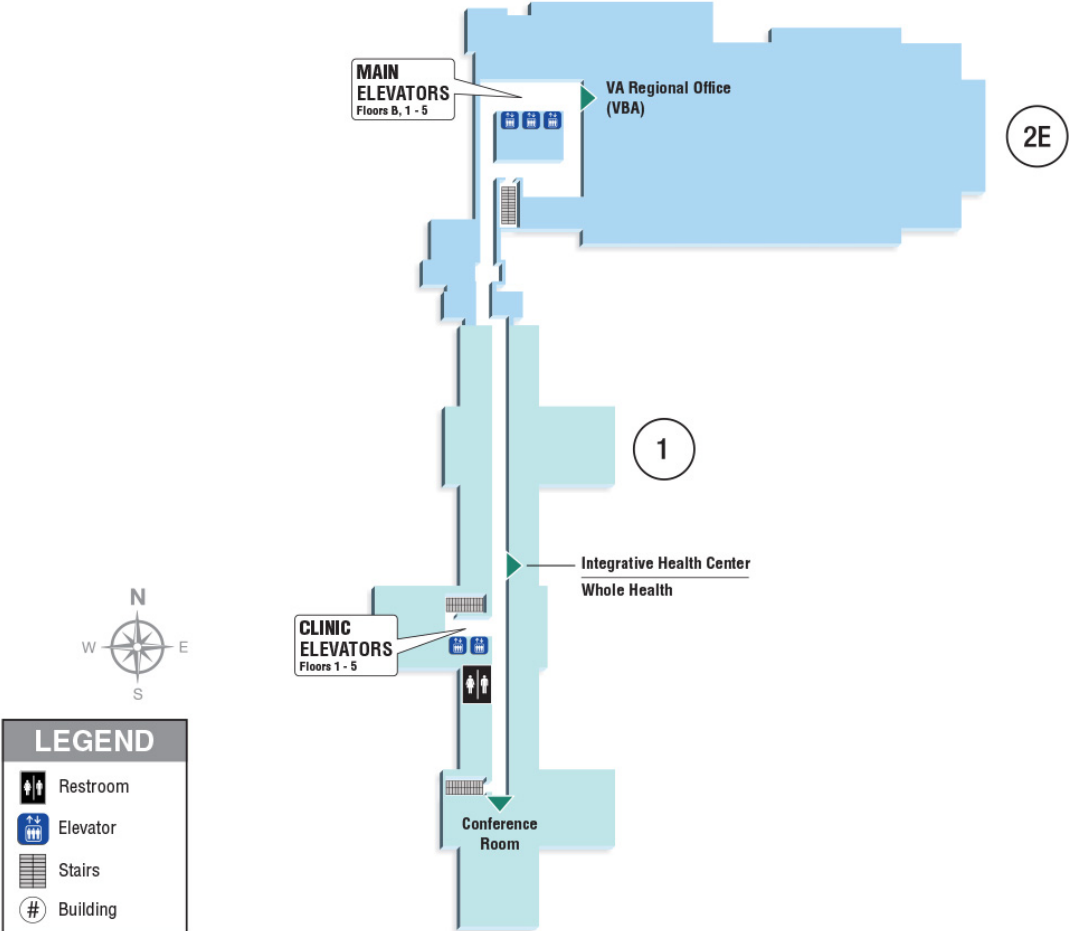 MAIN
ELEVATORS
Floors B, 1 - 5
VA Regional Office
(VBA)
2E
1
Integrative Health Center
Whole Health
CLINIC
ELEVATORS
Floors 1 - 5
N
W
E
S
Conference
Room
LEGEND
Restroom
Elevator
Stairs
# Building